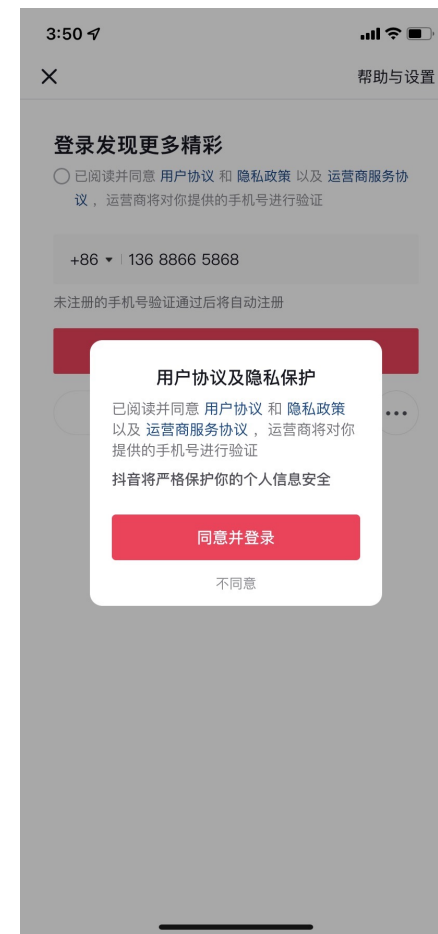 3:50
帮助与设置
登录发现更多精彩
已阅读并同意 用户协议 和 隐私政策 以及 运营商服务协
议 ，运营商将对你提供的手机号进行验证
+86 136 8866 5868
未注册的手机号验证通过后将自动注册
用户协议及隐私保护
已阅读并同意 用户协议 和 隐私政策
以及 运营商服务协议 ，运营商将对你
提供的手机号进行验证
抖音将严格保护你的个人信息安全
同意并登录
不同意